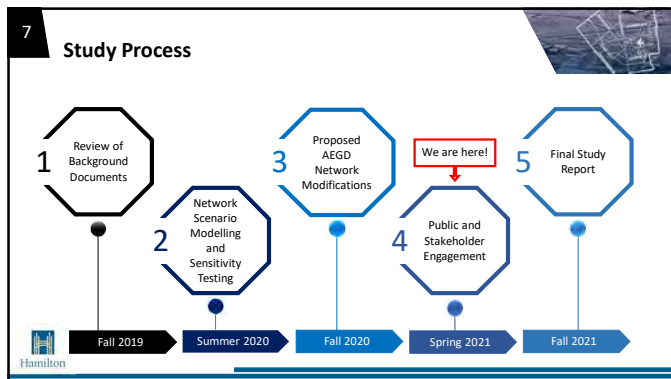 7
Study Process
1
Review of
Background
Documents
2
Network
Scenario
Modelling
and
Sensitivity
Testing
3
Proposed
AEGD
Network
Modifications
We are here!
4
Public and
Stakeholder
Engagement
5
Final Study
Report
Fall 2019
Summer 2020
Fall 2020
Spring 2021
Fall 2021
Hamilton